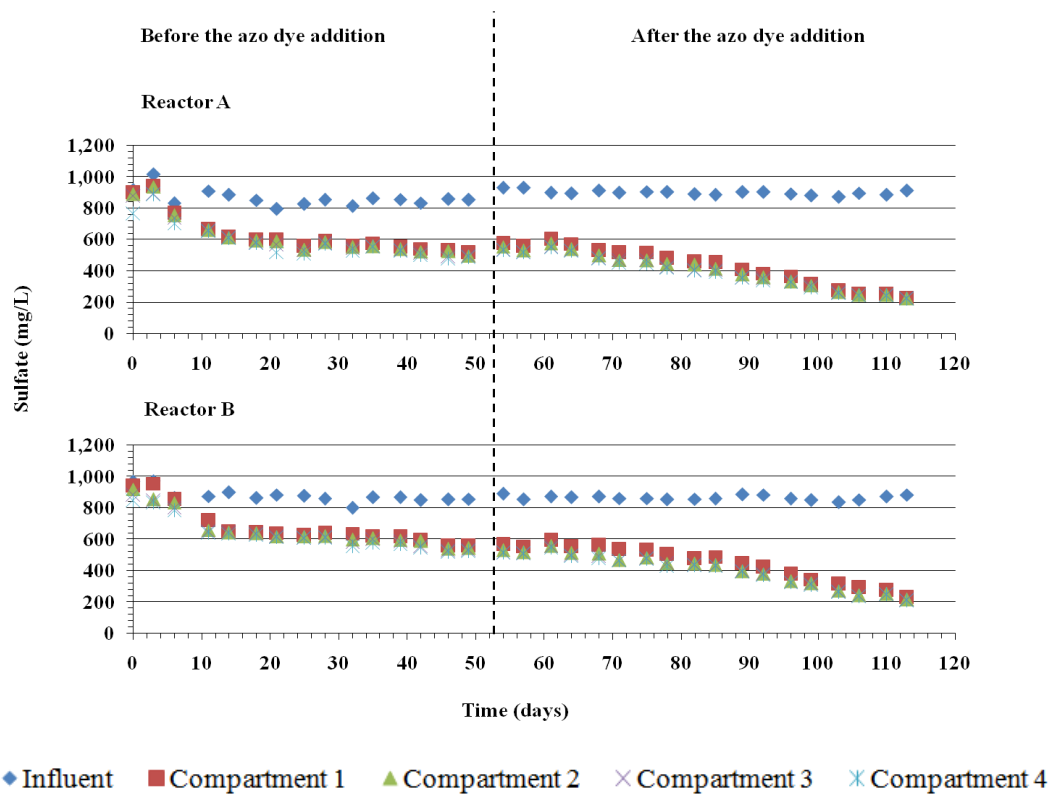 Before the azo dye addition After the azo dye addition
Reactor A
1,200
1,000
800
600
400
200
0
0 10 20 30 40 50 60 70 80 90 100 110 120
Sulfate (mg/L)
Reactor B
1,200
1,000
800
600
400
200
0
0 10 20 30 40 50 60 70 80 90 100 110 120
Time (days)
Influent Compartment 1 Compartment 2 Compartment 3 Compartment 4